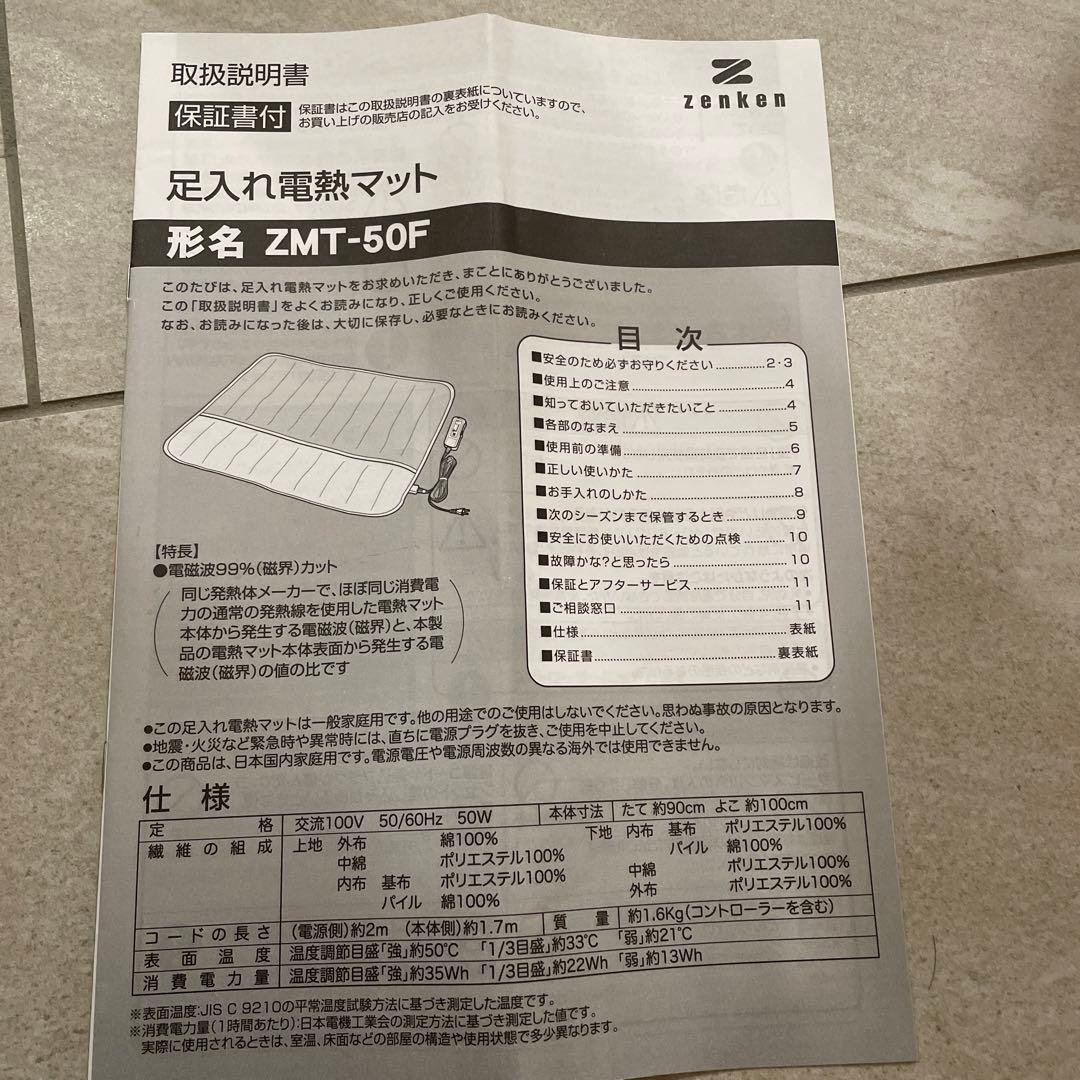 取扱説明書
zenken
保証書付
保証書はこの取扱説明書の裏表紙についていますので、
お買い上げの販売店の記入をお受けください。
足入れ電熱マット
形名 ZMT-50F
このたびは、足入れ電熱マットをお求めいただき、まことにありがとうございました。
この「取扱説明書」をよくお読みになり、正しくご使用ください。
なお、お読みになった後は、大切に保存し、必要なときにお読みください。
目 次
■安全のため必ずお守りください……………2・3
■使用上のご注意……………4
■知っておいていただきたいこと……………4
■各部のなまえ……………5
■使用前の準備……………6
■正しい使いかた……………7
■お手入れのしかた……………8
■次のシーズンまで保管するとき……………9
■安全にお使いいただくための点検……………10
■故障かな?と思ったら……………10
■保証とアフターサービス……………11
■ご相談窓口……………11
■仕様……………表紙
■保証書……………裏表紙
【特長】
●電磁波99%(磁界)カット
同じ発熱体メーカーで、ほぼ同じ消費電
力の通常の発熱線を使用した電熱マット
本体から発生する電磁波(磁界)と、本製
品の電熱マット本体表面から発生する電
磁波(磁界)の値の比です
●この足入れ電熱マットは一般家庭用です。他の用途でのご使用はしないでください。思わぬ事故の原因となります。
●地震・火災など緊急時や異常時には、直ちに電源プラグを抜き、ご使用を中止してください。
●この商品は、日本国内家庭用です。電源電圧や電源周波数の異なる海外では使用できません。
仕 様
定格 交流100V 50/60Hz 50W 本体寸法 たて 約90cm よこ 約100cm
繊維の組成 上地 外布 綿100% 下地 内布 基布 ポリエステル100%
中綿 ポリエステル100% パイル 綿100%
内布 基布 ポリエステル100% 中綿 ポリエステル100%
パイル 綿100% 外布 ポリエステル100%
コードの長さ (電源側)約2m (本体側)約1.7m 質量 約1.6Kg(コントローラーを含む)
表面温度 温度調節目盛「強」約50℃ 「1/3目盛」約33℃ 「弱」約21℃
消費電力量 温度調節目盛「強」約35Wh 「1/3目盛」約22Wh 「弱」約13Wh
※表面温度:JIS C 9210の平常温度試験方法に基づき測定した温度です。
※消費電力量(1時間あたり):日本電機工業会の測定方法に基づき測定した値です。
実際に使用されるときは、室温、床面などの部屋の構造や使用状態で多少異なります。